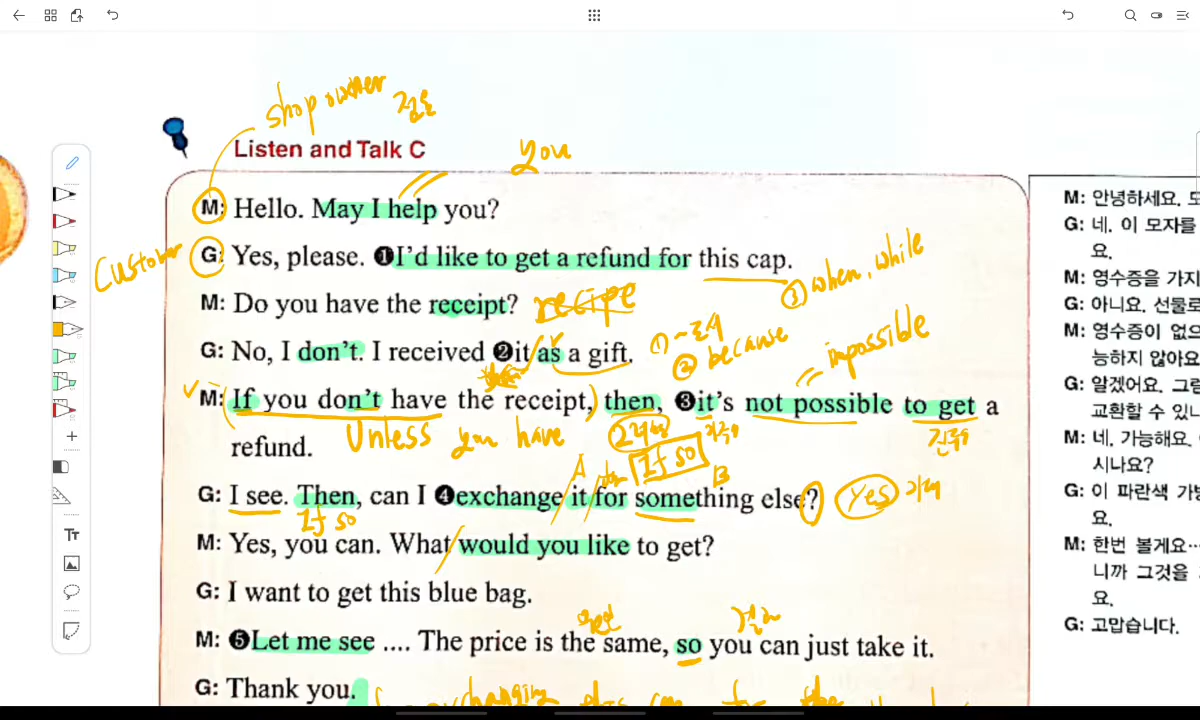 shop owner 점원
Listen and Talk C
you
M: Hello. May I help you?
Customer
G: Yes, please. ❶I'd like to get a refund for this cap.
① when, while
M: Do you have the receipt? recipe
G: No, I don't. I received ❷it as a gift.
② because
impossible
M: If you don't have the receipt, then, ❸it's not possible to get a
refund.
Unless you have
가주어
진주어
If so
A
B
G: I see. Then, can I ❹exchange it for something else?
Yes
If so
M: Yes, you can. What would you like to get?
G: I want to get this blue bag.
원인
결과
M: ❺Let me see .... The price is the same, so you can just take it.
G: Thank you.
M: 안녕하세요.
G: 네. 이 모자를
요.
M: 영수증을 가지
G: 아니요. 선물로
M: 영수증이 없으
능하지 않아요
G: 알겠어요. 그럼
교환할 수 있나
M: 네, 가능해요.
시나요?
G: 이 파란색 가방
요.
M: 한번 볼게요…
니까 그것을
요.
G: 고맙습니다.
Tт